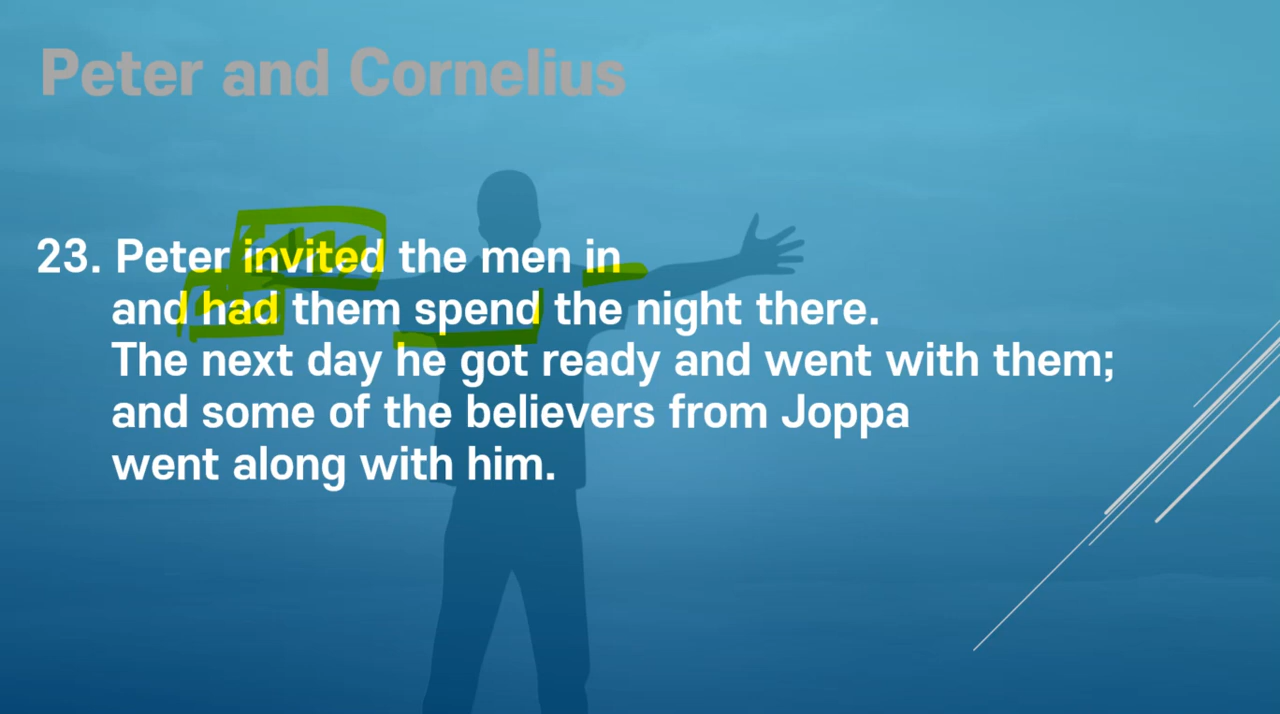 Peter and Cornelius
23. Peter invited the men in
and had them spend the night there.
The next day he got ready and went with them;
and some of the believers from Joppa
went along with him.